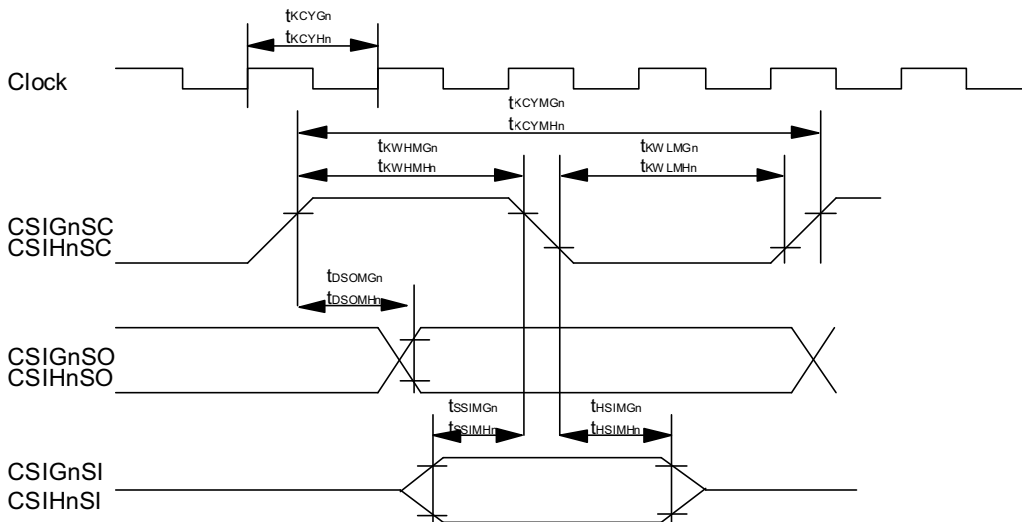 tKCYGn
tKCYHn
Clock
tKCYMGn
tKCYMHn
tKWHMGn
tKWHMHn
tKWLMGn
tKWLMHn
CSIGnSC
CSIHnSC
tDSOMGn
tDSOMHn
CSIGnSO
CSIHnSO
tSSIMGn
tSSIMHn
tHSIMGn
tHSIMHn
CSIGnSI
CSIHnSI